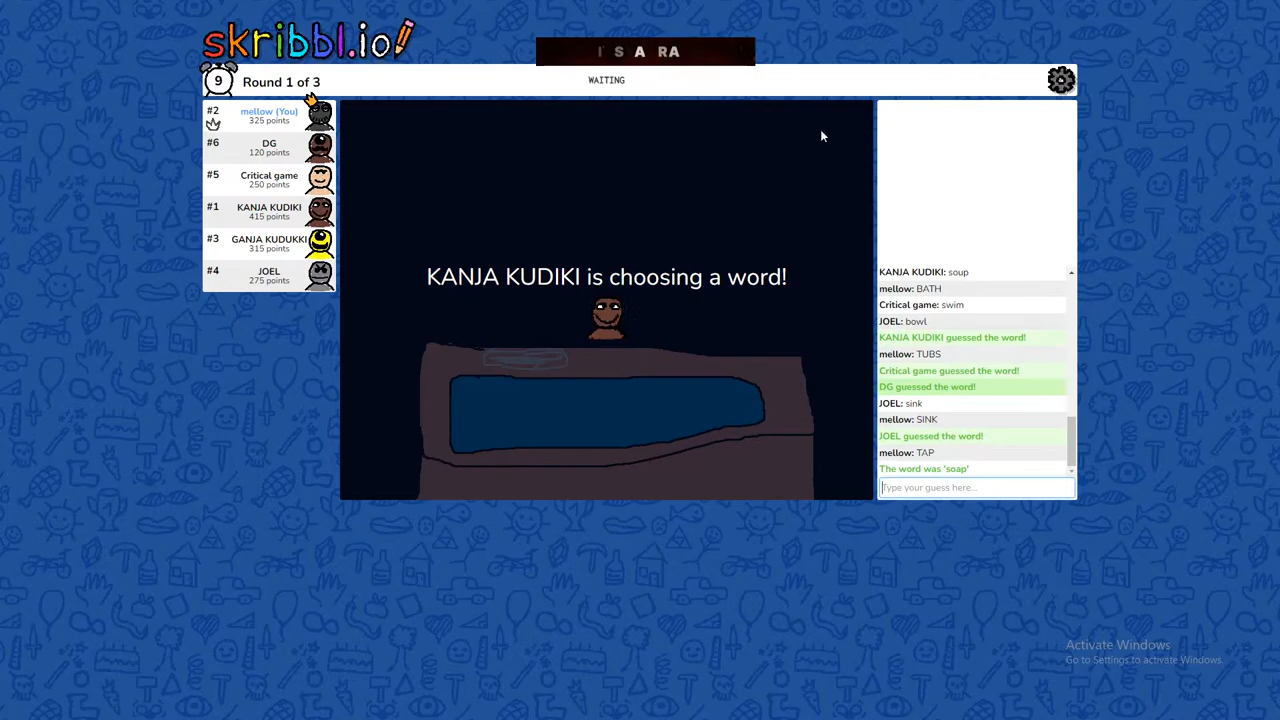 skribbl.io
I S A RA
9
Round 1 of 3
WAITING
#2
mellow (You)
325 points
#6
DG
120 points
#5
Critical game
250 points
#1
KANJA KUDIKI
415 points
#3
GANJA KUDUKKI
315 points
#4
JOEL
275 points
KANJA KUDIKI is choosing a word!
KANJA KUDIKI: soup
mellow: BATH
Critical game: swim
JOEL: bowl
KANJA KUDIKI guessed the word!
mellow: TUBS
Critical game guessed the word!
DG guessed the word!
JOEL: sink
mellow: SINK
JOEL guessed the word!
mellow: TAP
The word was 'soap'
Type your guess here...
Activate Windows
Go to Settings to activate Windows.